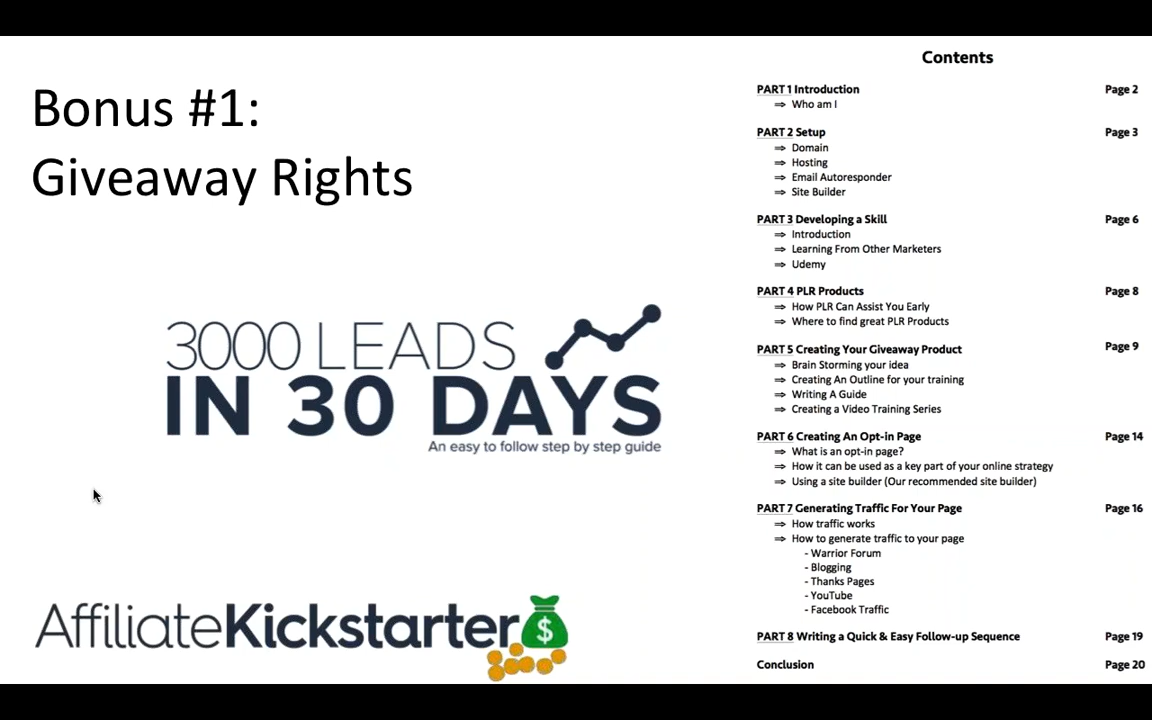 Bonus #1:
Giveaway Rights
3000 LEADS
IN 30 DAYS
An easy to follow step by step guide
AffiliateKickstarter
$
Contents
PART 1 Introduction Page 2
⇒ Who am I
PART 2 Setup Page 3
⇒ Domain
⇒ Hosting
⇒ Email Autoresponder
⇒ Site Builder
PART 3 Developing a Skill Page 6
⇒ Introduction
⇒ Learning From Other Marketers
⇒ Udemy
PART 4 PLR Products Page 8
⇒ How PLR Can Assist You Early
⇒ Where to find great PLR Products
PART 5 Creating Your Giveaway Product Page 9
⇒ Brain Storming your idea
⇒ Creating An Outline for your training
⇒ Writing A Guide
⇒ Creating a Video Training Series
PART 6 Creating An Opt-in Page Page 14
⇒ What is an opt-in page?
⇒ How it can be used as a key part of your online strategy
⇒ Using a site builder (Our recommended site builder)
PART 7 Generating Traffic For Your Page Page 16
⇒ How traffic works
⇒ How to generate traffic to your page
- Warrior Forum
- Blogging
- Thanks Pages
- YouTube
- Facebook Traffic
PART 8 Writing a Quick & Easy Follow-up Sequence Page 19
Conclusion Page 20